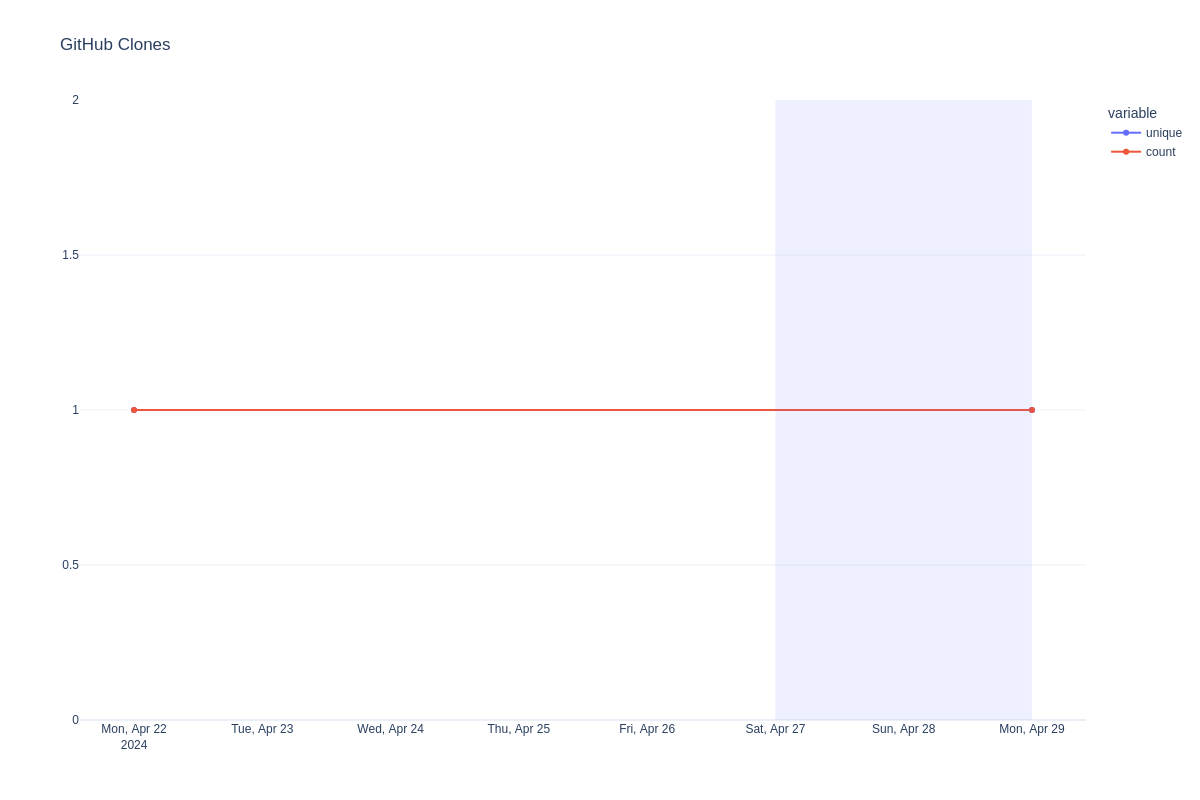 GitHub Clones
2
1.5
1
0.5
0
Mon, Apr 22
2024
Tue, Apr 23
Wed, Apr 24
Thu, Apr 25
Fri, Apr 26
Sat, Apr 27
Sun, Apr 28
Mon, Apr 29
variable
unique
count